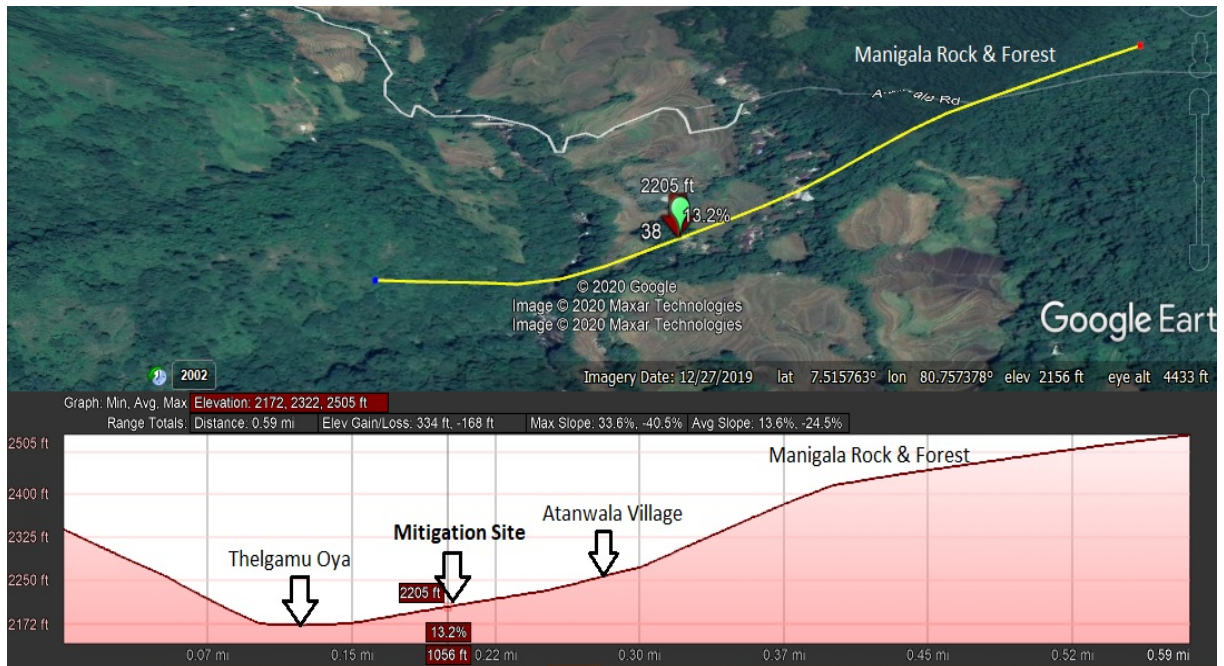 Manigala Rock & Forest
2205 ft
13.2%
38
© 2020 Google
Image © 2020 Maxar Technologies
Image © 2020 Maxar Technologies
Google Eart
2002
Imagery Date: 12/27/2019 lat 7.515763° lon 80.757378° elev 2156 ft eye alt 4433 ft
Graph: Min, Avg, Max Elevation: 2172, 2322, 2505 ft
Range Totals: Distance: 0.59 mi Elev Gain/Loss: 334 ft, -168 ft Max Slope: 33.6%, -40.5% Avg Slope: 13.6%, -24.5%
2505 ft
Manigala Rock & Forest
2400 ft
Atanwala Village
Mitigation Site
2325 ft
Thelgamu Oya
2250 ft
2205 ft
2172 ft
13.2%
0.07 mi 0.15 mi 1056 ft 0.22 mi 0.30 mi 0.37 mi 0.45 mi 0.52 mi 0.59 mi